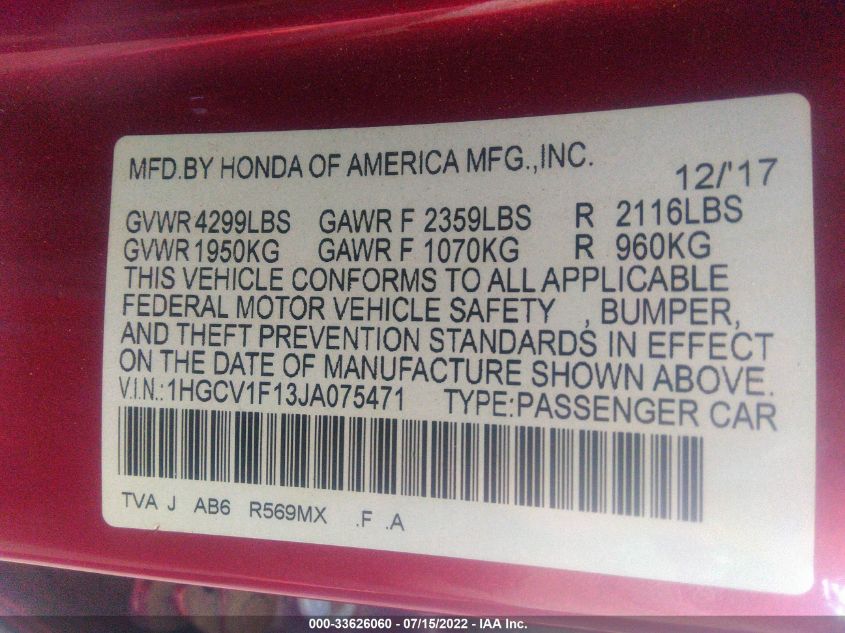 MFD.BY HONDA OF AMERICA MFG.,INC. 12/'17
GVWR 4299LBS GAWR F 2359LBS R 2116LBS
GVWR 1950KG GAWR F 1070KG R 960KG
THIS VEHICLE CONFORMS TO ALL APPLICABLE
FEDERAL MOTOR VEHICLE SAFETY , BUMPER,
AND THEFT PREVENTION STANDARDS IN EFFECT
ON THE DATE OF MANUFACTURE SHOWN ABOVE.
V.I.N.:1HGCV1F13JA075471 TYPE:PASSENGER CAR
TVA J AB6 R569MX .F .A
000-33626060 - 07/15/2022 - IAA Inc.